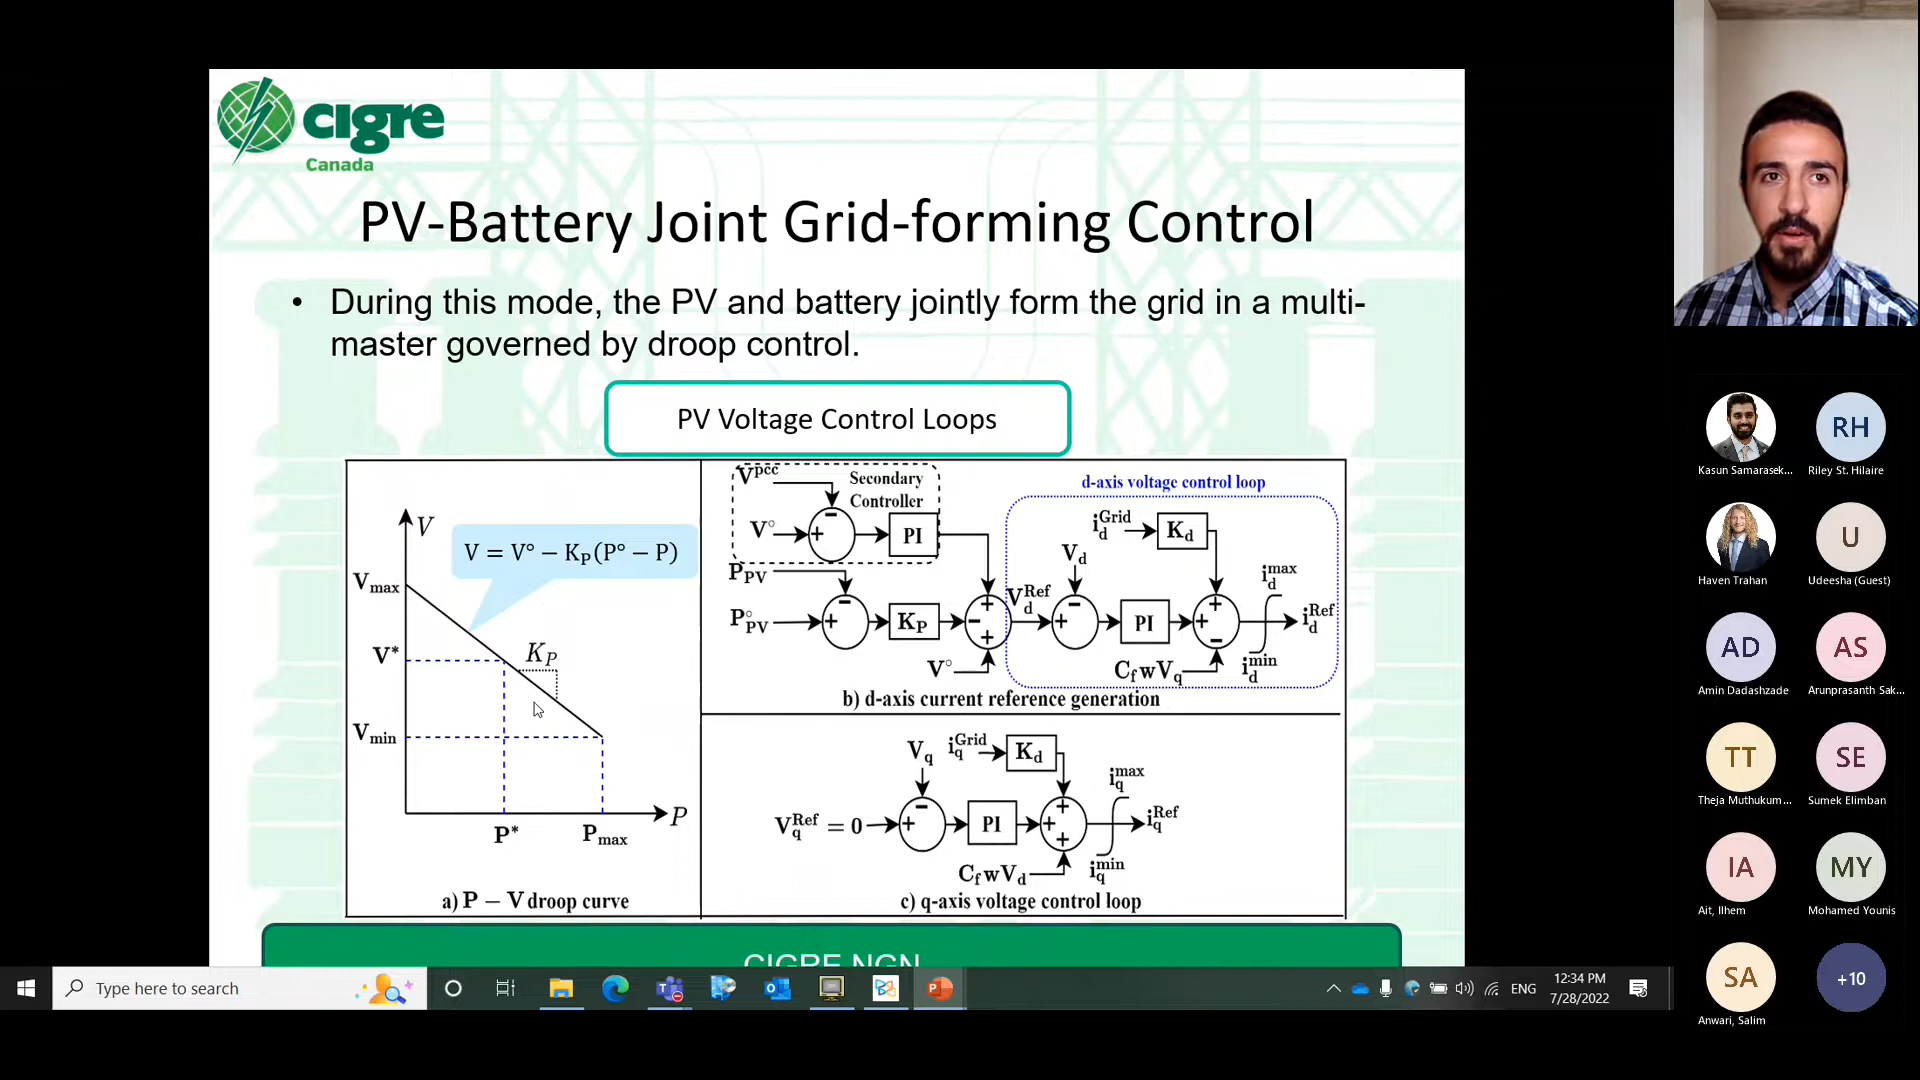 cigre
Canada
PV-Battery Joint Grid-forming Control
• During this mode, the PV and battery jointly form the grid in a multi-
master governed by droop control.
PV Voltage Control Loops
V
V = V° − K_P(P° − P)
V_max
V*
K_P
V_min
P* P_max P
a) P − V droop curve
V^pcc
Secondary
Controller
V° + − PI
P_PV
P°_PV + − K_P − + +
V°
d-axis voltage control loop
i_d^Grid K_d
V_d
V_d^Ref + − PI + + −
C_f w V_q
i_d^max
i_d^Ref
i_d^min
b) d-axis current reference generation
V_q i_q^Grid K_d
V_q^Ref = 0 + − PI + + +
C_f w V_d
i_q^max
i_q^Ref
i_q^min
c) q-axis voltage control loop
CIGRE NGN
Type here to search
ENG
12:34 PM
7/28/2022
Kasun Samarasek...
RH
Riley St. Hilaire
Haven Trahan
U
Udeesha (Guest)
AD
Amin Dadashzade
AS
Arunprasanth Sak...
TT
Theja Muthukum...
SE
Sumek Elimban
IA
Ait, Ilhem
MY
Mohamed Younis
SA
Anwari, Salim
+10